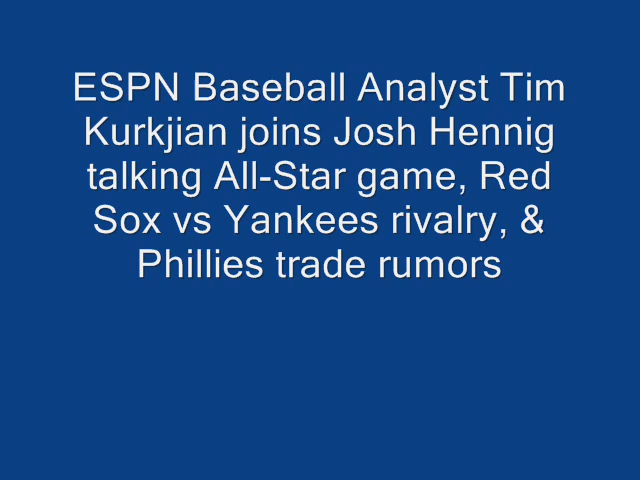 ESPN Baseball Analyst Tim
Kurkjian joins Josh Hennig
talking All-Star game, Red
Sox vs Yankees rivalry, &
Phillies trade rumors